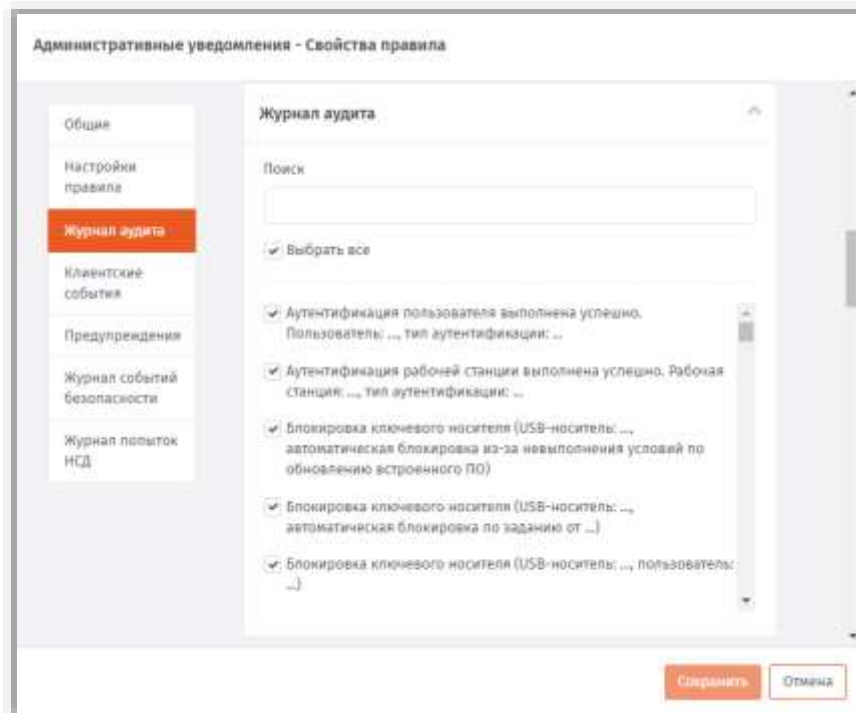 Административные уведомления - Свойства правила
Общие
Настройки
правила
Журнал аудита
Клиентские
события
Предупреждения
Журнал событий
безопасности
Журнал попыток
НСД
Журнал аудита
Поиск
Выбрать все
Аутентификация пользователя выполнена успешно.
Пользователь: ..., тип аутентификации: ...
Аутентификация рабочей станции выполнена успешно. Рабочая
станция: ..., тип аутентификации: ...
Блокировка ключевого носителя (USB-носитель: ...,
автоматическая блокировка из-за невыполнения условий по
обновлению встроенного ПО)
Блокировка ключевого носителя (USB-носитель: ...,
автоматическая блокировка по заданию от ...)
Блокировка ключевого носителя (USB-носитель: ..., пользователь:
...)
Сохранить
Отмена